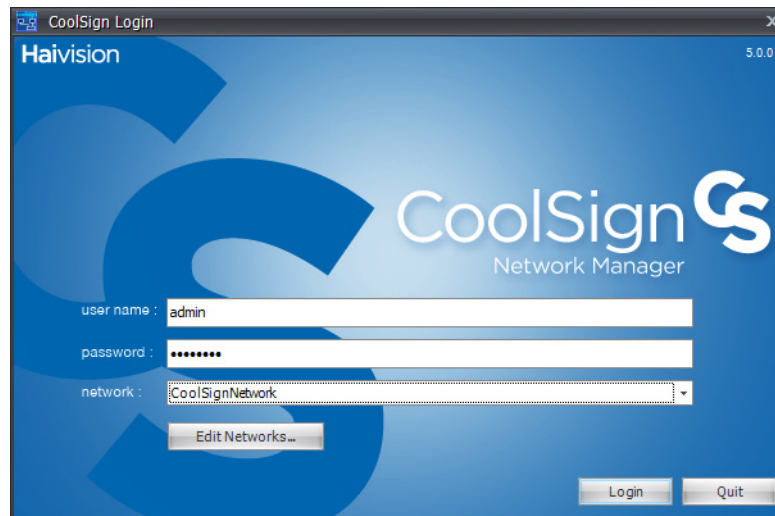 CoolSign Login
Haivision
5.0.0
CoolSign CS
Network Manager
user name : admin
password : ••••••••
network : CoolSignNetwork
Edit Networks...
Login Quit